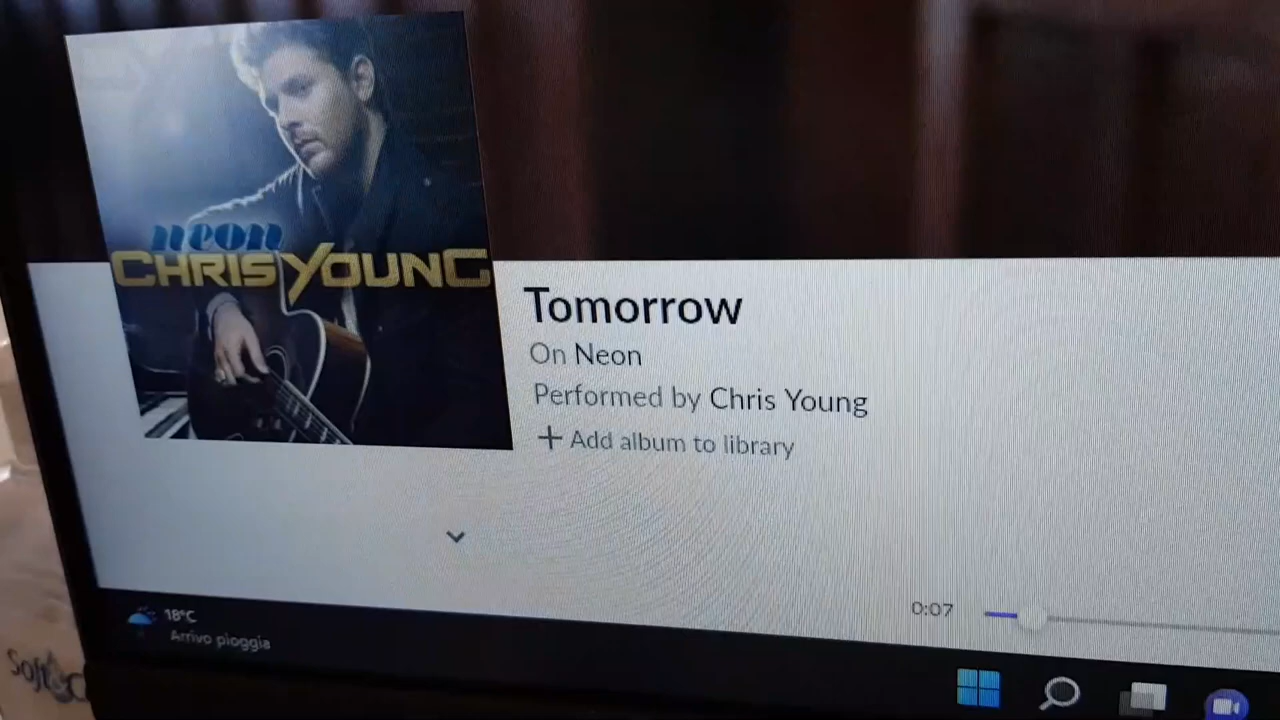 neon
CHRIS YOUNG
Tomorrow
On Neon
Performed by Chris Young
+ Add album to library
0:07
18°C
Arrivo pioggia
Soft